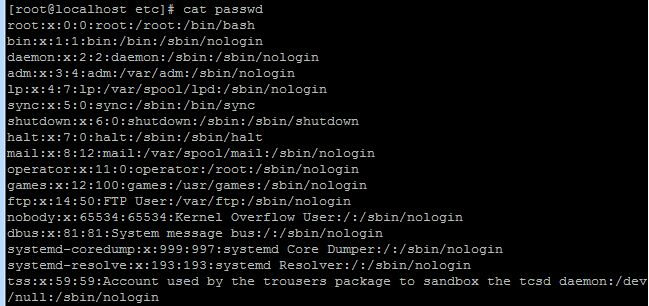 [root@localhost etc]# cat passwd
root:x:0:0:root:/root:/bin/bash
bin:x:1:1:bin:/bin:/sbin/nologin
daemon:x:2:2:daemon:/sbin:/sbin/nologin
adm:x:3:4:adm:/var/adm:/sbin/nologin
lp:x:4:7:lp:/var/spool/lpd:/sbin/nologin
sync:x:5:0:sync:/sbin:/bin/sync
shutdown:x:6:0:shutdown:/sbin:/sbin/shutdown
halt:x:7:0:halt:/sbin:/sbin/halt
mail:x:8:12:mail:/var/spool/mail:/sbin/nologin
operator:x:11:0:operator:/root:/sbin/nologin
games:x:12:100:games:/usr/games:/sbin/nologin
ftp:x:14:50:FTP User:/var/ftp:/sbin/nologin
nobody:x:65534:65534:Kernel Overflow User:/:/sbin/nologin
dbus:x:81:81:System message bus:/:/sbin/nologin
systemd-coredump:x:999:997:systemd Core Dumper:/:/sbin/nologin
systemd-resolve:x:193:193:systemd Resolver:/:/sbin/nologin
tss:x:59:59:Account used by the trousers package to sandbox the tcsd daemon:/dev
/null:/sbin/nologin